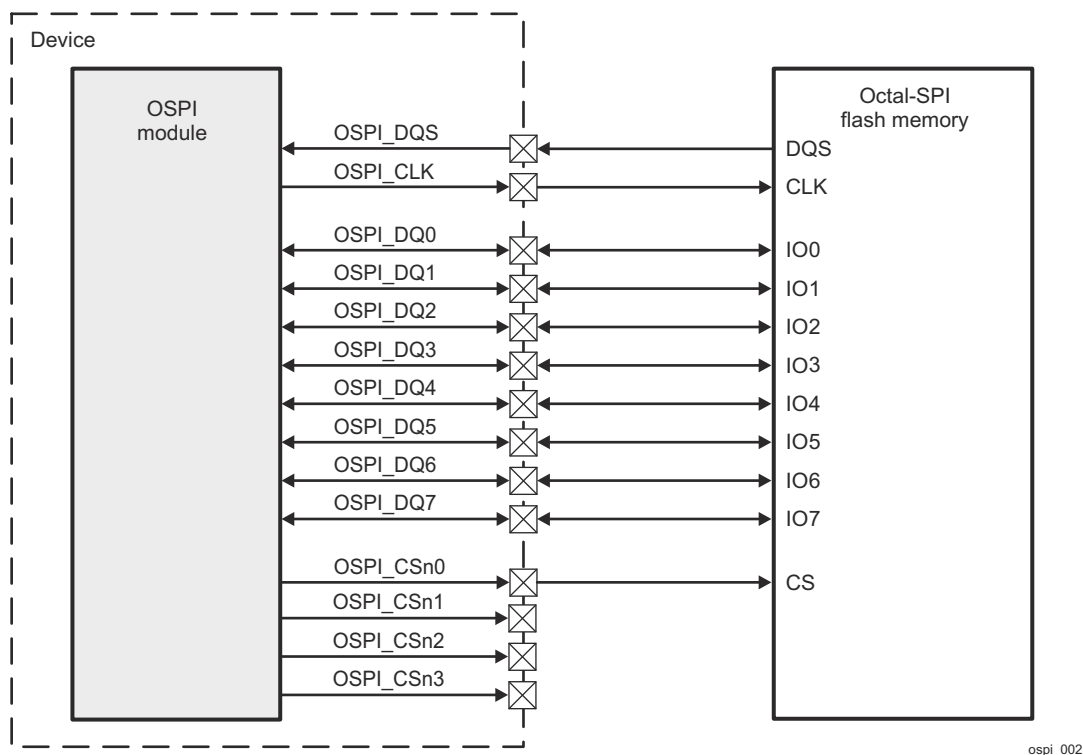 Device
OSPI
module
Octal-SPI
flash memory
OSPI_DQS
DQS
OSPI_CLK
CLK
OSPI_DQ0
IO0
OSPI_DQ1
IO1
OSPI_DQ2
IO2
OSPI_DQ3
IO3
OSPI_DQ4
IO4
OSPI_DQ5
IO5
OSPI_DQ6
IO6
OSPI_DQ7
IO7
OSPI_CSn0
CS
OSPI_CSn1
OSPI_CSn2
OSPI_CSn3
ospi_002